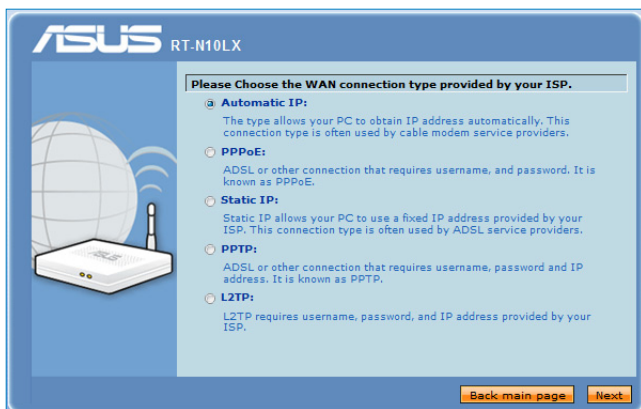 ASUS RT-N10LX
Please Choose the WAN connection type provided by your ISP.
Automatic IP:
The type allows your PC to obtain IP address automatically. This
connection type is often used by cable modem service providers.
PPPoE:
ADSL or other connection that requires username, and password. It is
known as PPPoE.
Static IP:
Static IP allows your PC to use a fixed IP address provided by your
ISP. This connection type is often used by ADSL service providers.
PPTP:
ADSL or other connection that requires username, password and IP
address. It is known as PPTP.
L2TP:
L2TP requires username, password, and IP address provided by your
ISP.
ASUS
Back main page Next